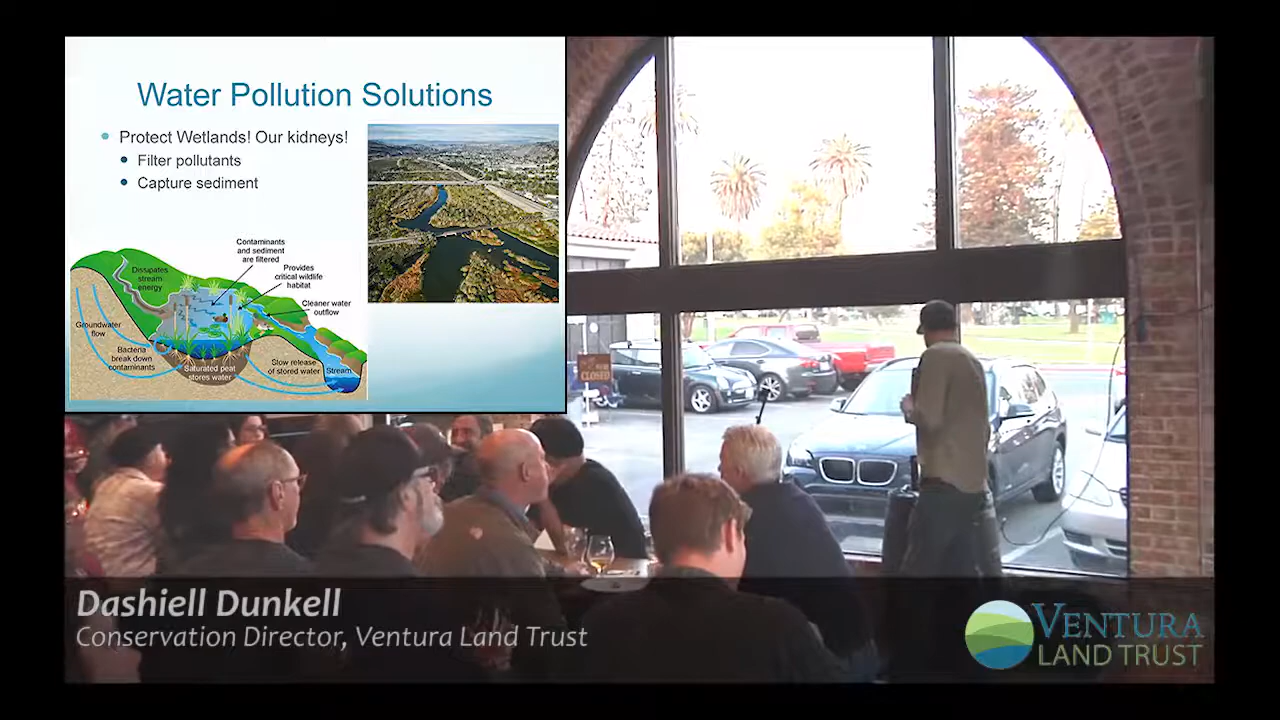 Water Pollution Solutions
Protect Wetlands! Our kidneys!
Filter pollutants
Capture sediment
Contaminants
and sediment
are filtered
Dissipates
stream
energy
Provides
critical wildlife
habitat
Cleaner water
outflow
Groundwater
flow
Bacteria
break down
contaminants
Saturated peat
stores water
Slow release
of stored water
Stream
CLOSED
Dashiell Dunkell
Conservation Director, Ventura Land Trust
VENTURA
LAND TRUST